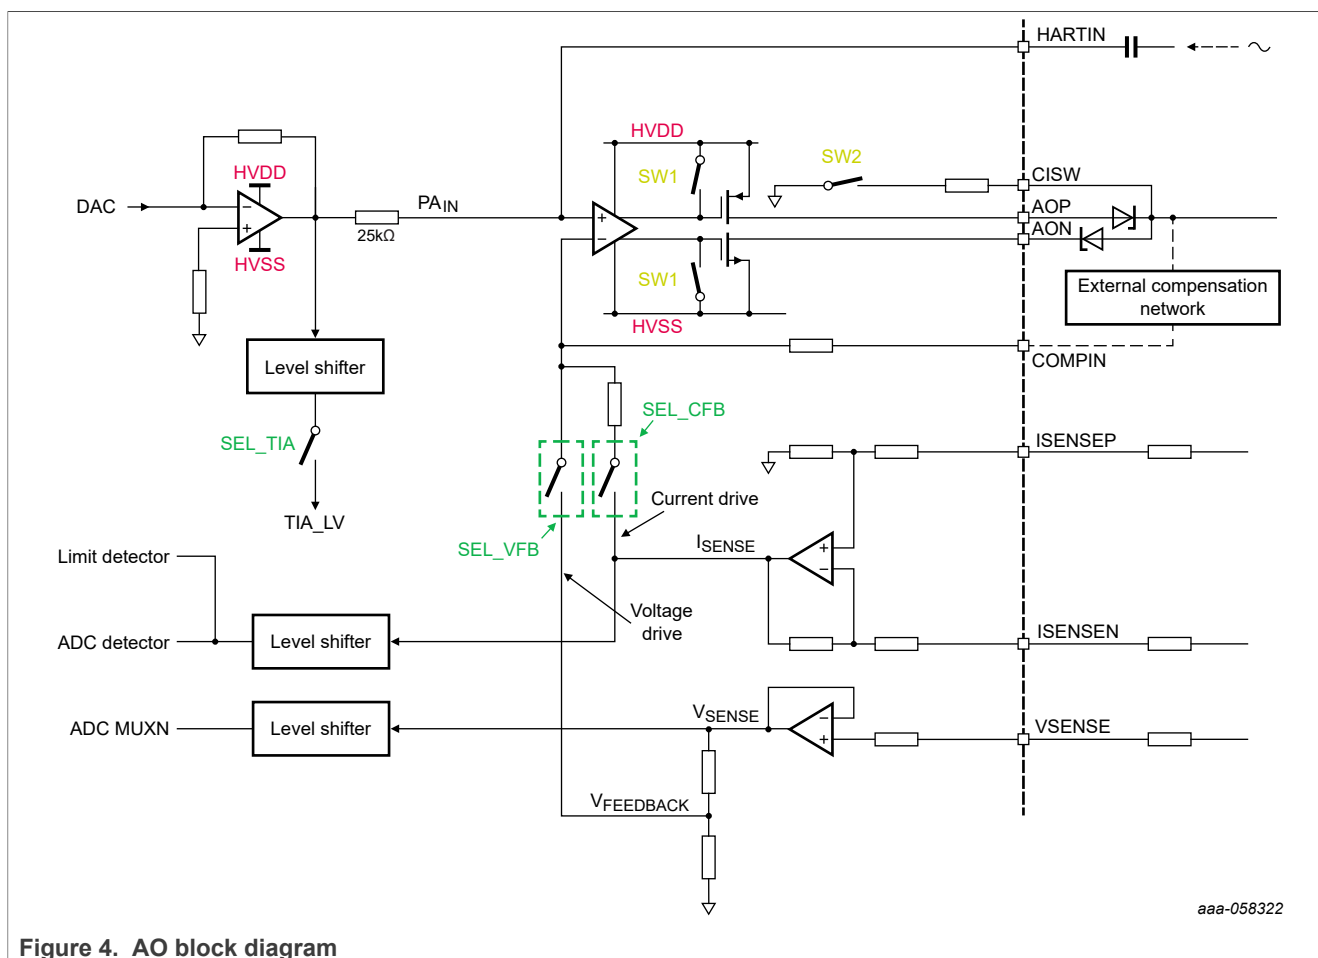 HARTIN
HVDD
SW1
SW2
CISW
HVDD
DAC
PAIN
AOP
25kΩ
AON
HVSS
SW1
External compensation
network
HVSS
Level shifter
COMPIN
SEL_CFB
SEL_TIA
ISENSEP
Current drive
TIA_LV
SEL_VFB
ISENSE
Limit detector
Voltage
drive
ADC detector
Level shifter
ISENSEN
VSENSE
ADC MUXN
Level shifter
VSENSE
VFEEDBACK
aaa-058322
Figure 4. AO block diagram